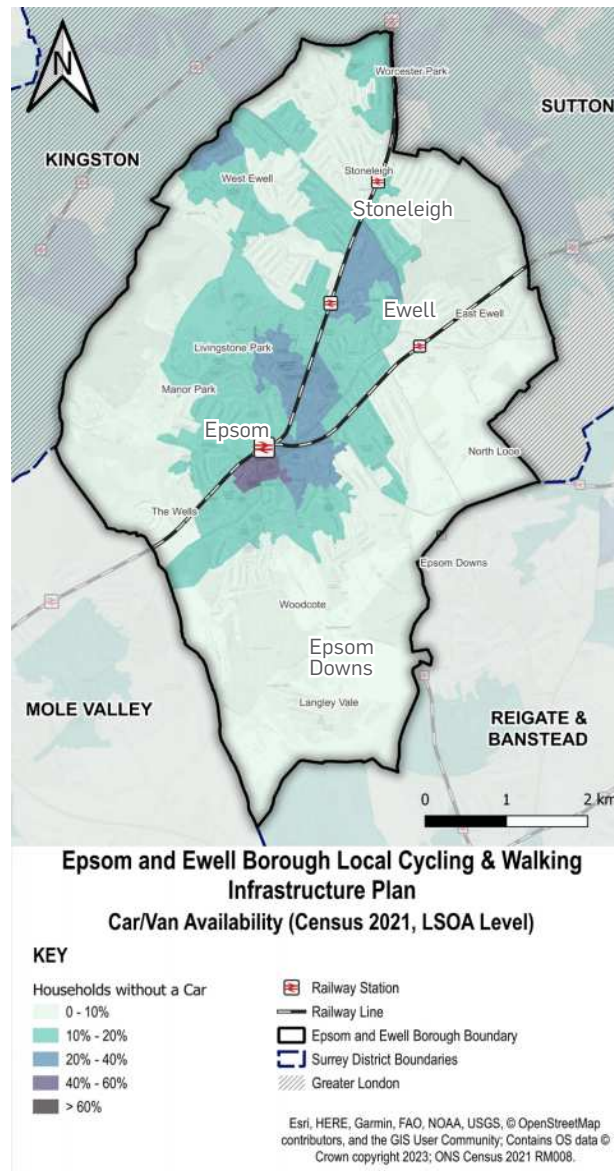 N
Worcester Park
SUTTON
KINGSTON
West Ewell
Stoneleigh
Stoneleigh
Ewell
East Ewell
Livingstone Park
Manor Park
Epsom
North Looe
The Wells
Epsom Downs
Woodcote
Epsom
Downs
MOLE VALLEY
Langley Vale
REIGATE &
BANSTEAD
0 1 2 km
Epsom and Ewell Borough Local Cycling & Walking
Infrastructure Plan
Car/Van Availability (Census 2021, LSOA Level)
KEY
Households without a Car
0 - 10%
10% - 20%
20% - 40%
40% - 60%
> 60%
Railway Station
Railway Line
Epsom and Ewell Borough Boundary
Surrey District Boundaries
Greater London
Esri, HERE, Garmin, FAO, NOAA, USGS, © OpenStreetMap
contributors, and the GIS User Community; Contains OS data ©
Crown copyright 2023; ONS Census 2021 RM008.